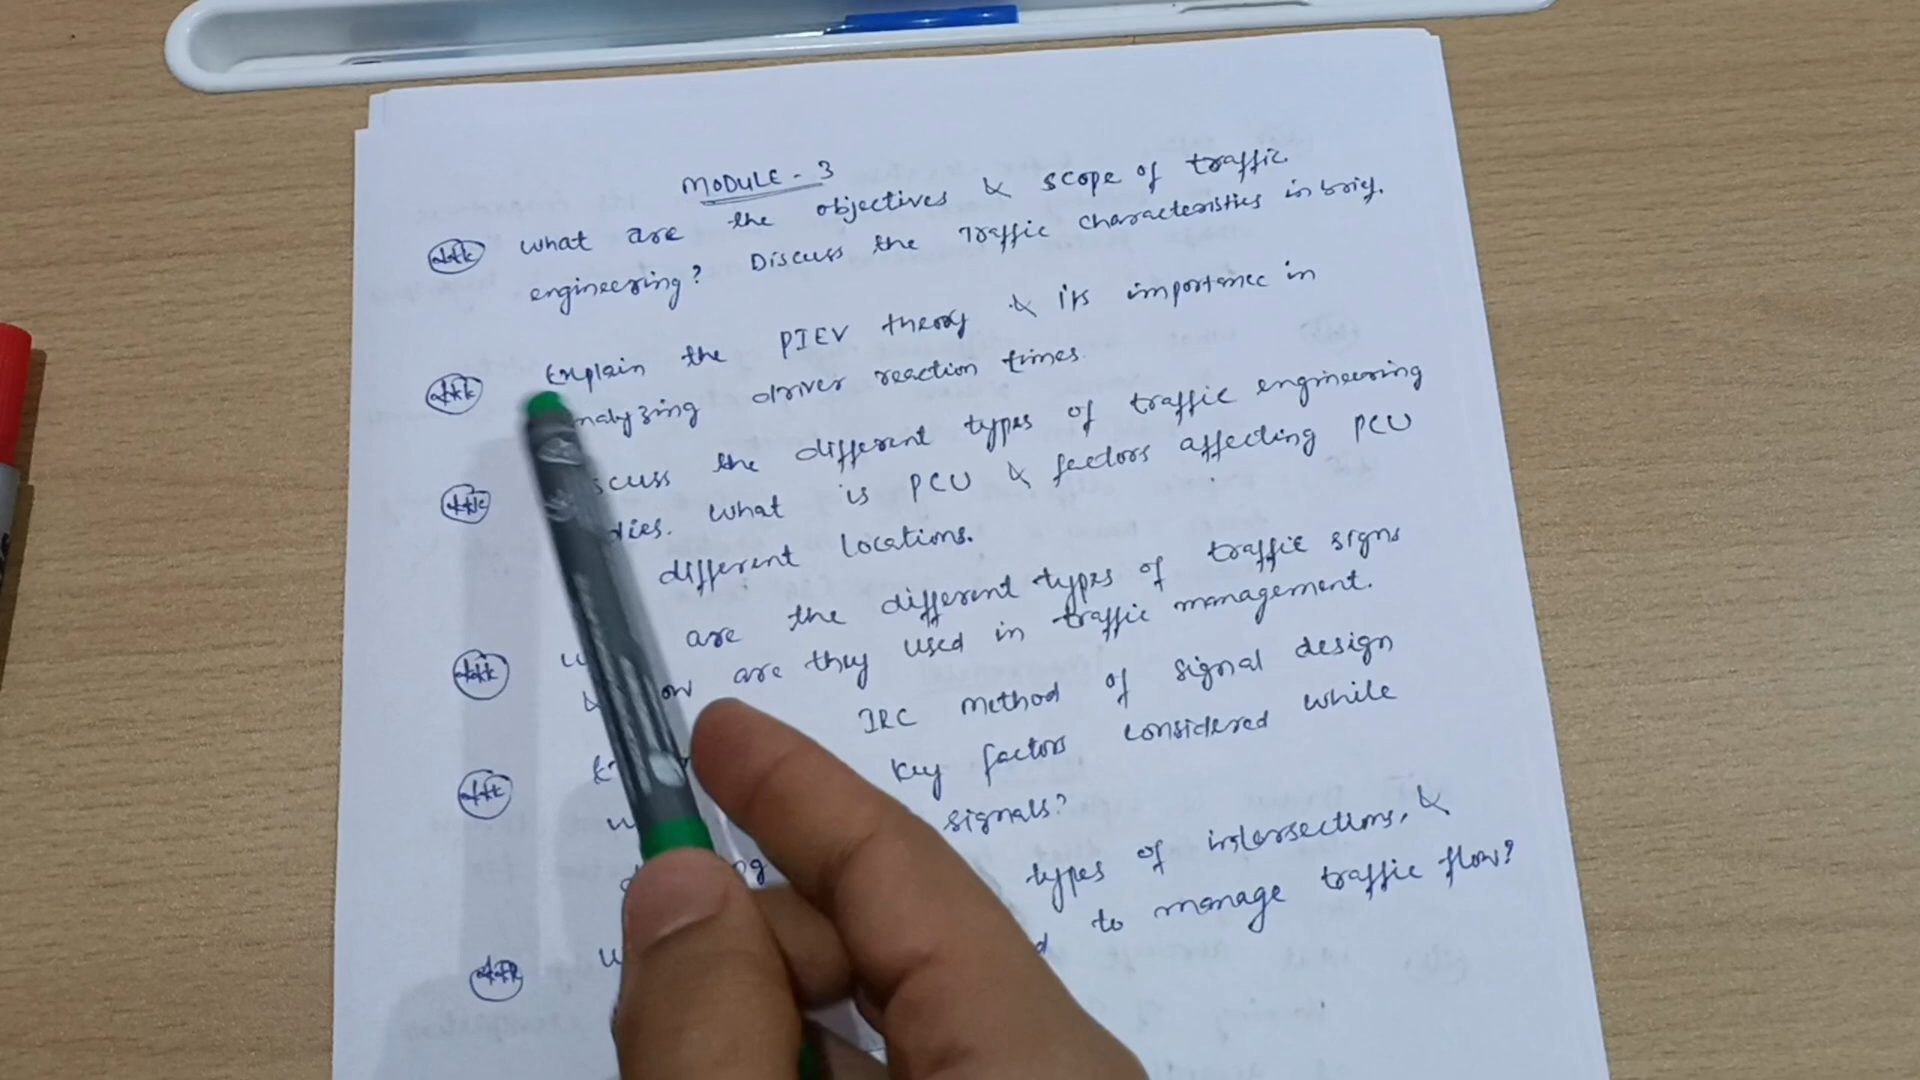 MODULE - 3
What are the objectives & scope of traffic
engineering? Discuss the Traffic characteristics in brief.
Explain the PIEV theory & its importance in
driver reaction times.
the different types of traffic engineering
What is PCU & factors affecting PCU
different locations.
are the different types of traffic signs
& are they used in traffic management.
IRC method of signal design
key factors considered while
signals?
types of intersections, &
to manage traffic flow?